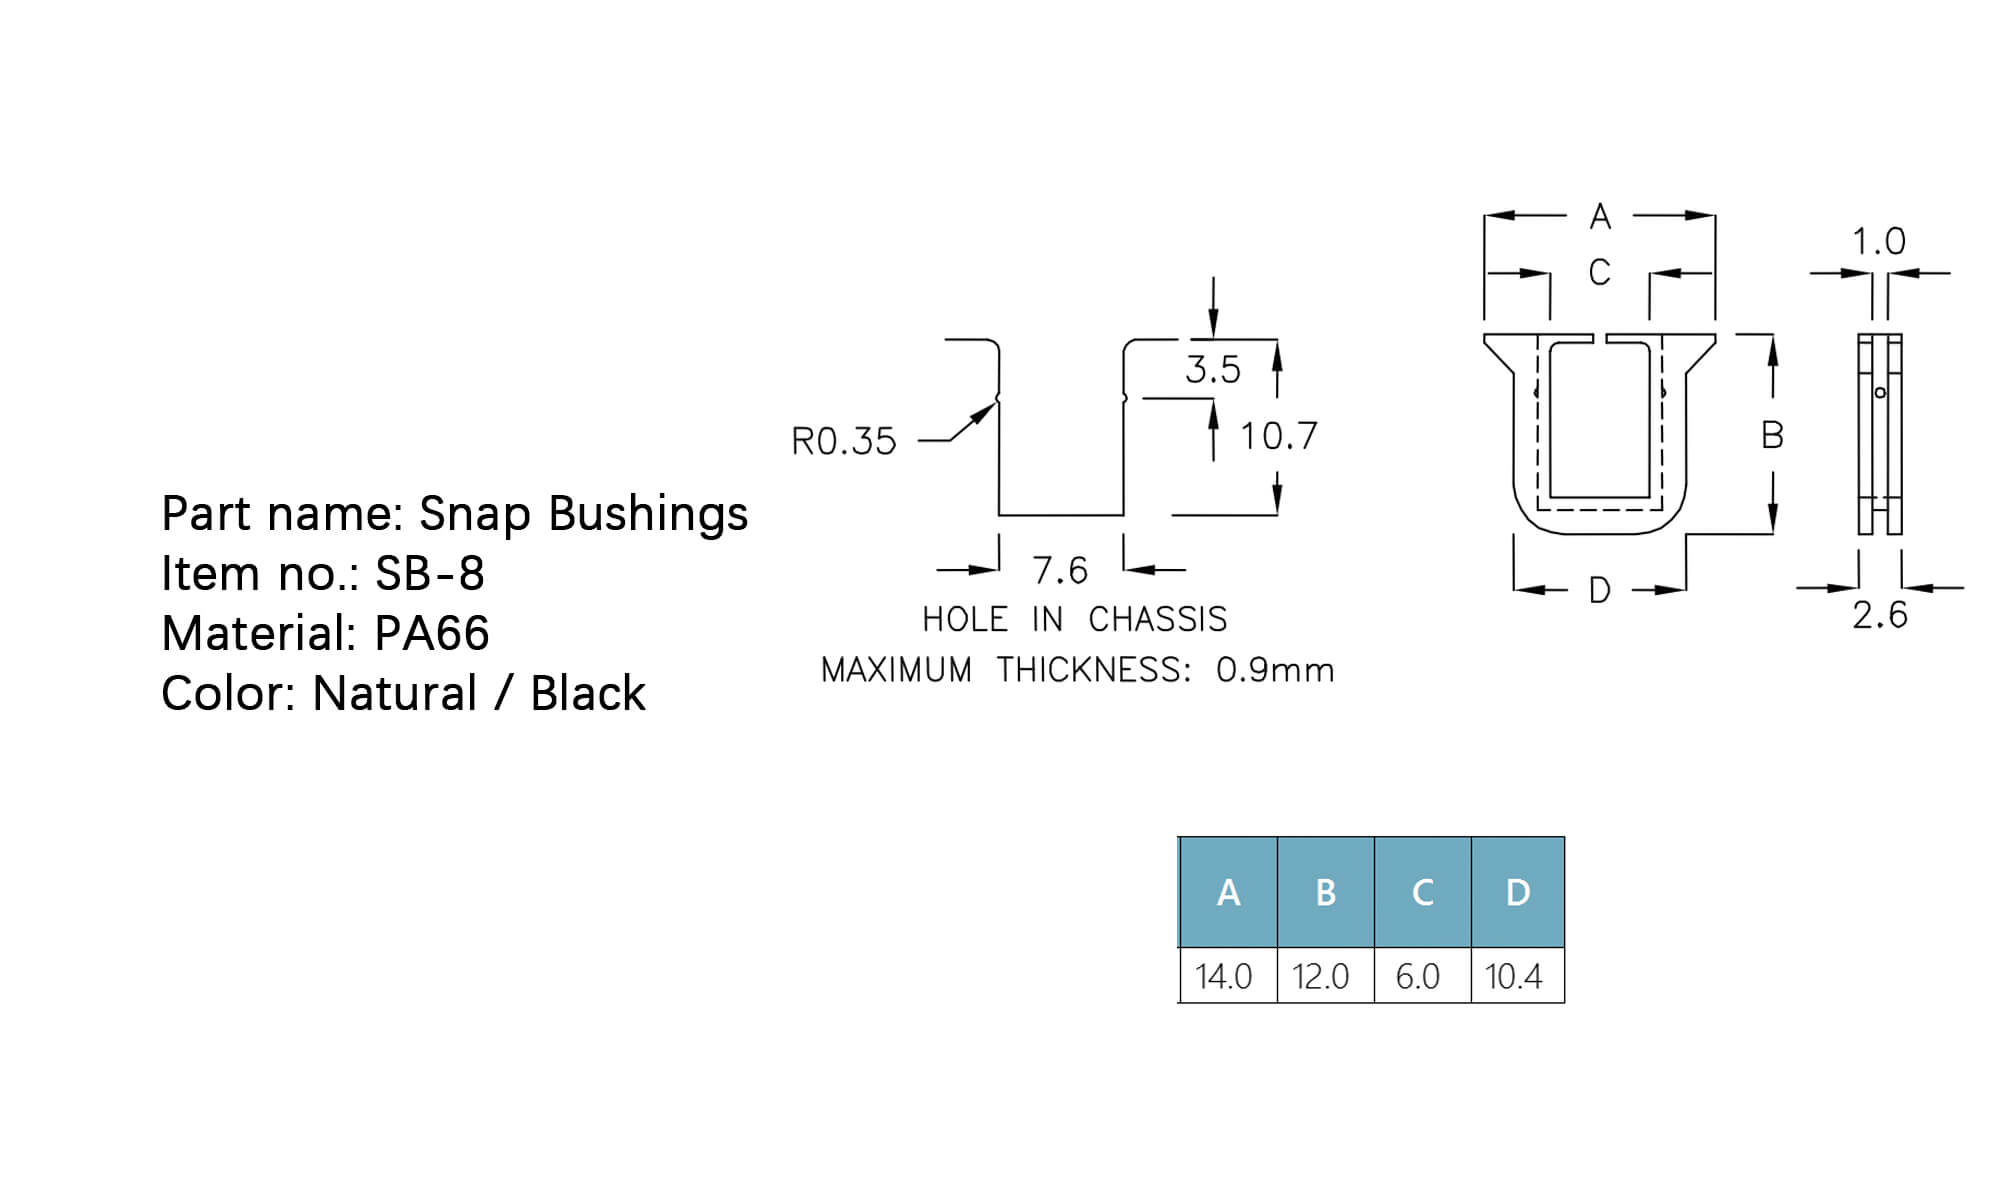 Part name: Snap Bushings
Item no.: SB-8
Material: PA66
Color: Natural / Black
R0.35
3.5
10.7
7.6
HOLE IN CHASSIS
MAXIMUM THICKNESS: 0.9mm
A
C
B
D
1.0
2.6
A B C D
14.0 12.0 6.0 10.4